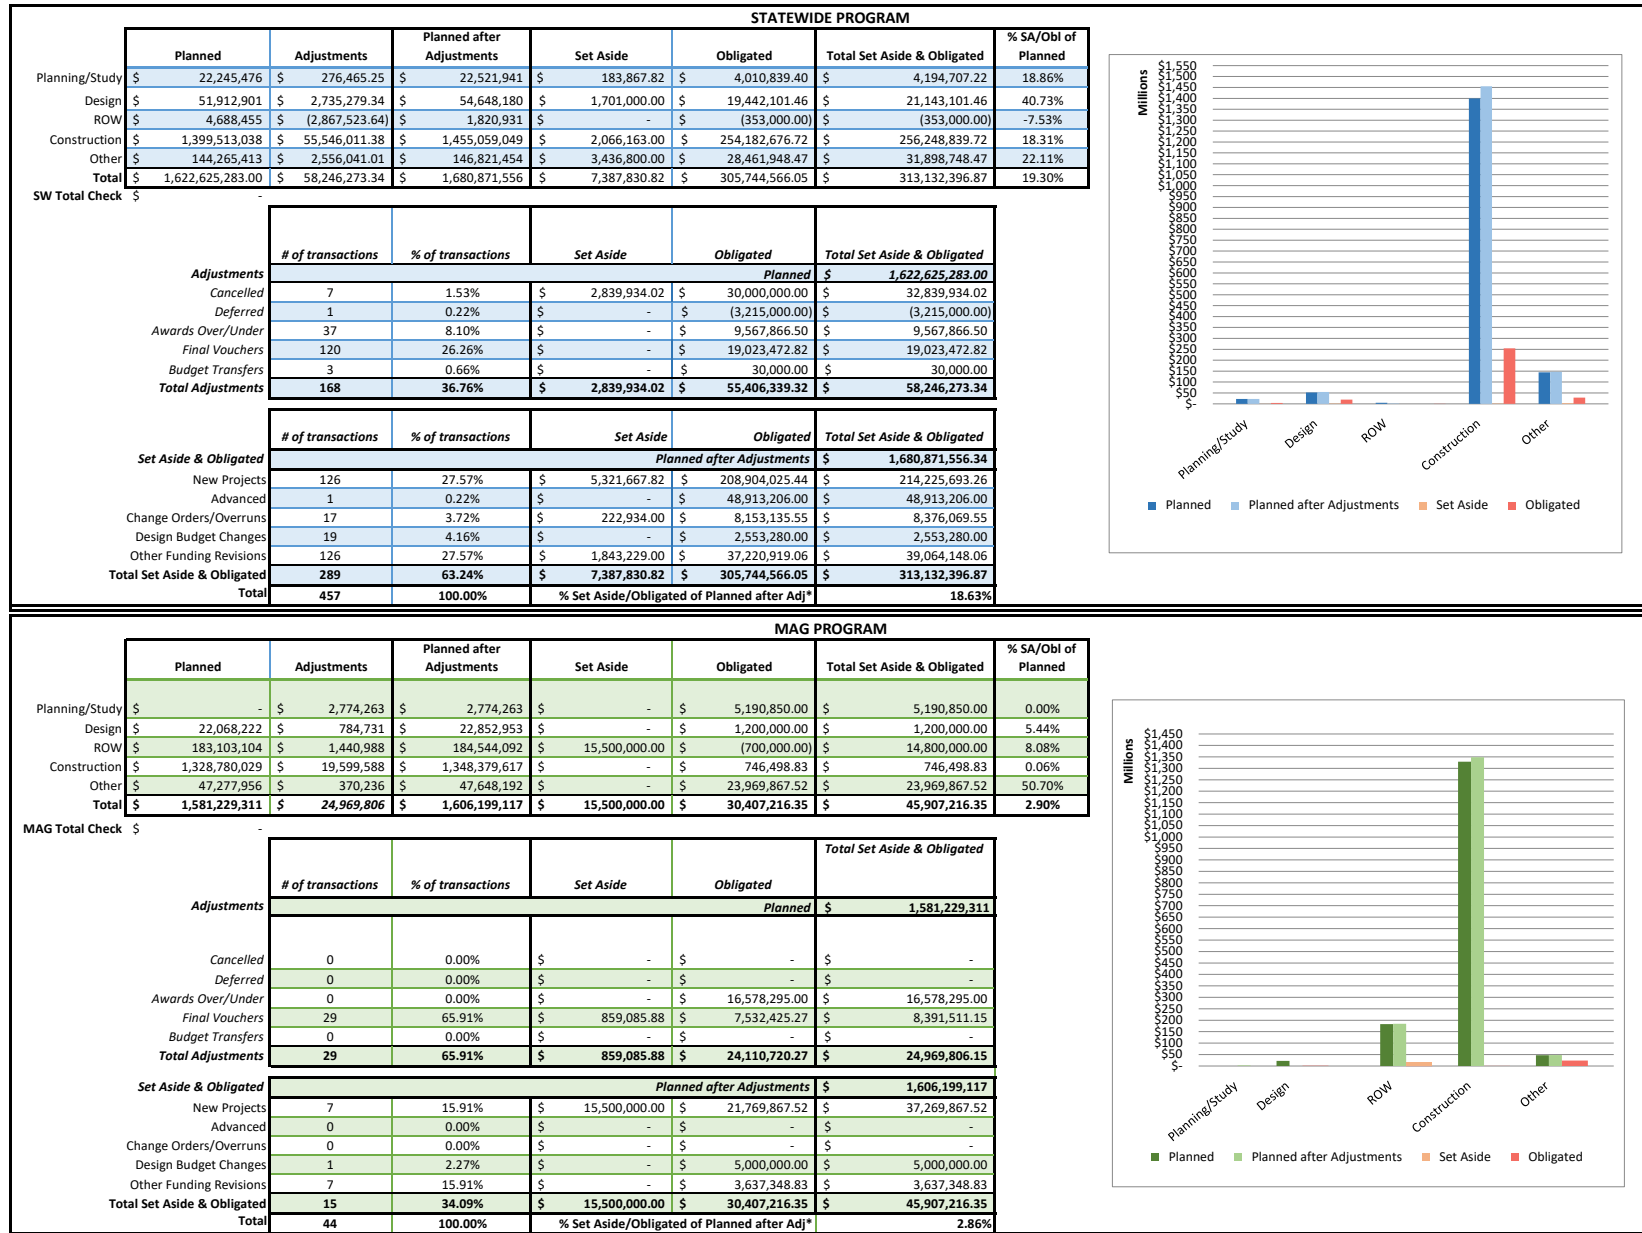 STATEWIDE PROGRAM
Planned Adjustments Planned after Adjustments Set Aside Obligated Total Set Aside & Obligated % SA/Obl of Planned
Planning/Study $ 22,245,476 $ 276,465.25 $ 22,521,941 $ 183,867.82 $ 4,010,839.40 $ 4,194,707.22 18.86%
Design $ 51,912,901 $ 2,735,279.34 $ 54,648,180 $ 1,701,000.00 $ 19,442,101.46 $ 21,143,101.46 40.73%
ROW $ 4,688,455 $ (2,867,523.64) $ 1,820,931 $ - $ (353,000.00) $ (353,000.00) -7.53%
Construction $ 1,399,513,038 $ 55,546,011.38 $ 1,455,059,049 $ 2,066,163.00 $ 254,182,676.72 $ 256,248,839.72 18.31%
Other $ 144,265,413 $ 2,556,041.01 $ 146,821,454 $ 3,436,800.00 $ 28,461,948.47 $ 31,898,748.47 22.11%
Total $ 1,622,625,283.00 $ 58,246,273.34 $ 1,680,871,556 $ 7,387,830.82 $ 305,744,566.05 $ 313,132,396.87 19.30%
SW Total Check $ -
# of transactions % of transactions Set Aside Obligated Total Set Aside & Obligated
Adjustments Planned $ 1,622,625,283.00
Cancelled 7 1.53% $ 2,839,934.02 $ 30,000,000.00 $ 32,839,934.02
Deferred 1 0.22% $ - $ (3,215,000.00) $ (3,215,000.00)
Awards Over/Under 37 8.10% $ - $ 9,567,866.50 $ 9,567,866.50
Final Vouchers 120 26.26% $ - $ 19,023,472.82 $ 19,023,472.82
Budget Transfers 3 0.66% $ - $ 30,000.00 $ 30,000.00
Total Adjustments 168 36.76% $ 2,839,934.02 $ 55,406,339.32 $ 58,246,273.34
# of transactions % of transactions Set Aside Obligated Total Set Aside & Obligated
Set Aside & Obligated Planned after Adjustments $ 1,680,871,556.34
New Projects 126 27.57% $ 5,321,667.82 $ 208,904,025.44 $ 214,225,693.26
Advanced 1 0.22% $ - $ 48,913,206.00 $ 48,913,206.00
Change Orders/Overruns 17 3.72% $ 222,934.00 $ 8,153,135.55 $ 8,376,069.55
Design Budget Changes 19 4.16% $ - $ 2,553,280.00 $ 2,553,280.00
Other Funding Revisions 126 27.57% $ 1,843,229.00 $ 37,220,919.06 $ 39,064,148.06
Total Set Aside & Obligated 289 63.24% $ 7,387,830.82 $ 305,744,566.05 $ 313,132,396.87
Total 457 100.00% % Set Aside/Obligated of Planned after Adj* 18.63%
Millions
$1,550
$1,500
$1,450
$1,400
$1,350
$1,300
$1,250
$1,200
$1,150
$1,100
$1,050
$1,000
$950
$900
$850
$800
$750
$700
$650
$600
$550
$500
$450
$400
$350
$300
$250
$200
$150
$100
$50
$-
Planning/Study Design ROW Construction Other
Planned Planned after Adjustments Set Aside Obligated
MAG PROGRAM
Planned Adjustments Planned after Adjustments Set Aside Obligated Total Set Aside & Obligated % SA/Obl of Planned
Planning/Study $ - $ 2,774,263 $ 2,774,263 $ - $ 5,190,850.00 $ 5,190,850.00 0.00%
Design $ 22,068,222 $ 784,731 $ 22,852,953 $ - $ 1,200,000.00 $ 1,200,000.00 5.44%
ROW $ 183,103,104 $ 1,440,988 $ 184,544,092 $ 15,500,000.00 $ (700,000.00) $ 14,800,000.00 8.08%
Construction $ 1,328,780,029 $ 19,599,588 $ 1,348,379,617 $ - $ 746,498.83 $ 746,498.83 0.06%
Other $ 47,277,956 $ 370,236 $ 47,648,192 $ - $ 23,969,867.52 $ 23,969,867.52 50.70%
Total $ 1,581,229,311 $ 24,969,806 $ 1,606,199,117 $ 15,500,000.00 $ 30,407,216.35 $ 45,907,216.35 2.90%
MAG Total Check $ -
# of transactions % of transactions Set Aside Obligated Total Set Aside & Obligated
Adjustments Planned $ 1,581,229,311
Cancelled 0 0.00% $ - $ - $ -
Deferred 0 0.00% $ - $ - $ -
Awards Over/Under 0 0.00% $ - $ 16,578,295.00 $ 16,578,295.00
Final Vouchers 29 65.91% $ 859,085.88 $ 7,532,425.27 $ 8,391,511.15
Budget Transfers 0 0.00% $ - $ - $ -
Total Adjustments 29 65.91% $ 859,085.88 $ 24,110,720.27 $ 24,969,806.15
Set Aside & Obligated Planned after Adjustments $ 1,606,199,117
New Projects 7 15.91% $ 15,500,000.00 $ 21,769,867.52 $ 37,269,867.52
Advanced 0 0.00% $ - $ - $ -
Change Orders/Overruns 0 0.00% $ - $ - $ -
Design Budget Changes 1 2.27% $ - $ 5,000,000.00 $ 5,000,000.00
Other Funding Revisions 7 15.91% $ - $ 3,637,348.83 $ 3,637,348.83
Total Set Aside & Obligated 15 34.09% $ 15,500,000.00 $ 30,407,216.35 $ 45,907,216.35
Total 44 100.00% % Set Aside/Obligated of Planned after Adj* 2.86%
Millions
$1,450
$1,400
$1,350
$1,300
$1,250
$1,200
$1,150
$1,100
$1,050
$1,000
$950
$900
$850
$800
$750
$700
$650
$600
$550
$500
$450
$400
$350
$300
$250
$200
$150
$100
$50
$-
Planning/Study Design ROW Construction Other
Planned Planned after Adjustments Set Aside Obligated